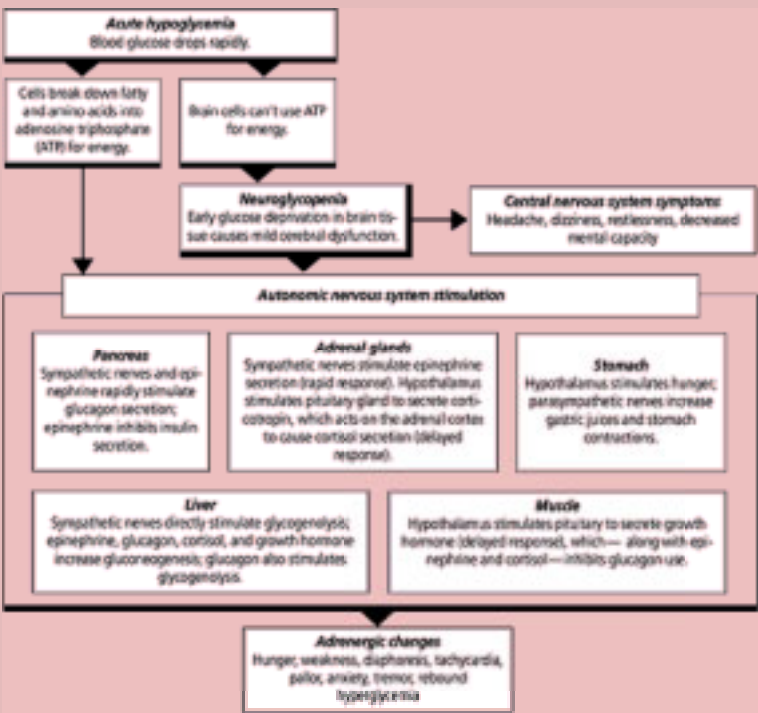 Acute hypoglycemia
Blood glucose drops rapidly.
Cells break down fatty
and amino acids into
adenosine triphosphate
(ATP) for energy.
Brain cells can't use ATP
for energy.
Neuroglycopenia
Early glucose deprivation in brain tis-
sue causes mild cerebral dysfunction.
Central nervous system symptoms
Headache, dizziness, restlessness, decreased
mental capacity
Autonomic nervous system stimulation
Pancreas
Sympathetic nerves and epi-
nephrine rapidly stimulate
glucagon secretion;
epinephrine inhibits insulin
secretion.
Adrenal glands
Sympathetic nerves stimulate epinephrine
secretion (rapid response). Hypothalamus
stimulates pituitary gland to secrete corti-
cotropin, which acts on the adrenal cortex
to cause cortisol secretion (delayed
response).
Stomach
Hypothalamus stimulates hunger;
parasympathetic nerves increase
gastric juices and stomach
contractions.
Liver
Sympathetic nerves directly stimulate glycogenolysis;
epinephrine, glucagon, cortisol, and growth hormone
increase gluconeogenesis; glucagon also stimulates
glycogenolysis.
Muscle
Hypothalamus stimulates pituitary to secrete growth
hormone (delayed response), which— along with epi-
nephrine and cortisol—inhibits glucagon use.
Adrenergic changes
Hunger, weakness, diaphoresis, tachycardia,
pallor, anxiety, tremor, rebound
hyperglycemia